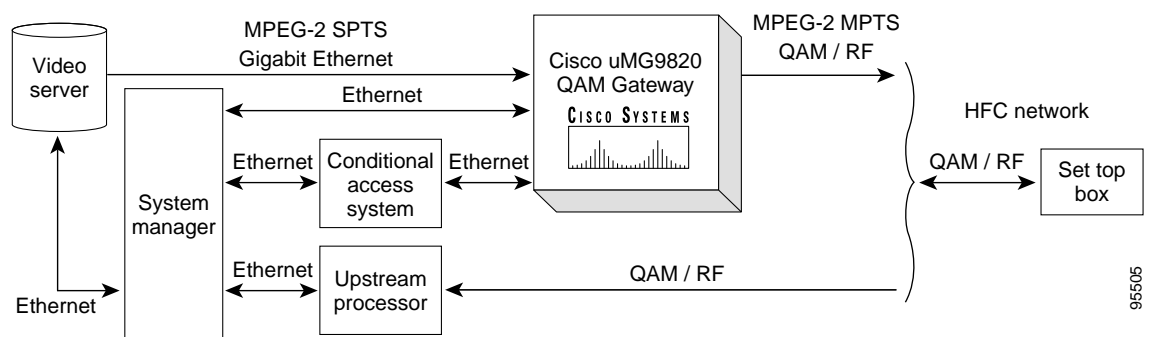 MPEG-2 SPTS
Gigabit Ethernet
MPEG-2 MPTS
QAM / RF
Video
server
Cisco uMG9820
QAM Gateway
CISCO SYSTEMS
Ethernet
HFC network
Ethernet
Conditional
access
system
Ethernet
QAM / RF
Set top
box
System
manager
Ethernet
Upstream
processor
QAM / RF
Ethernet
95505